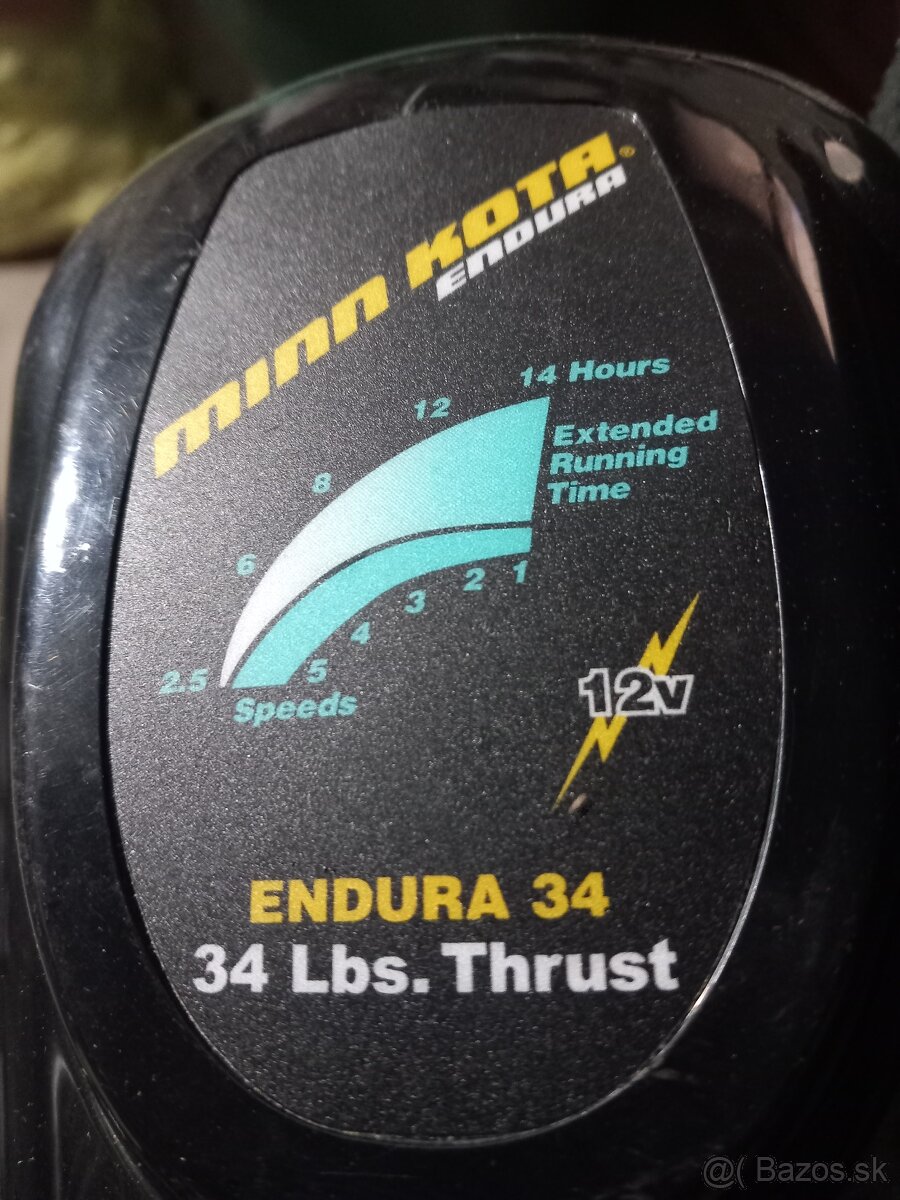 MINN KOTA®
ENDURA
14 Hours
12
8
6
2.5
Extended
Running
Time
1
2
3
4
5
Speeds
12v
ENDURA 34
34 Lbs. Thrust
@( Bazos.sk